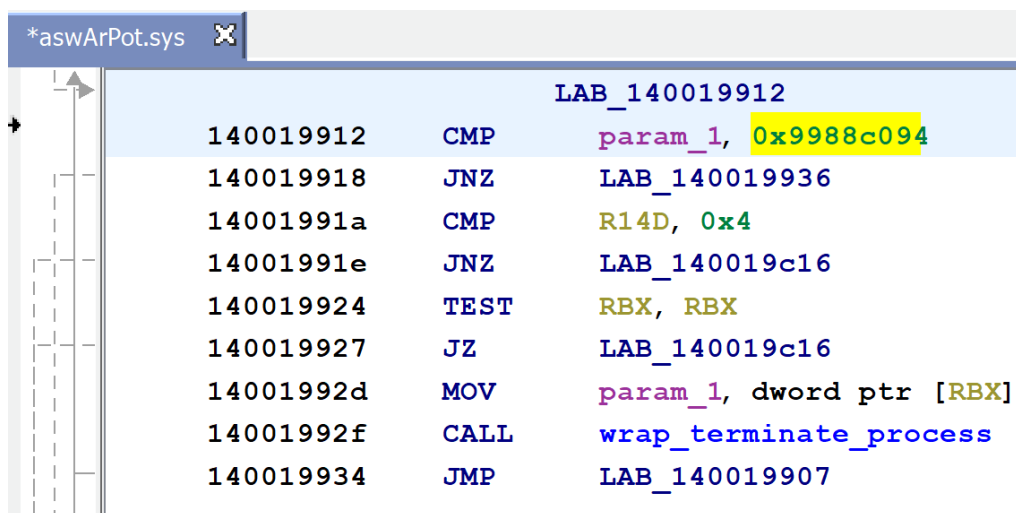 *aswArPot.sys
LAB_140019912
140019912 CMP param_1, 0x9988c094
140019918 JNZ LAB_140019936
14001991a CMP R14D, 0x4
14001991e JNZ LAB_140019c16
140019924 TEST RBX, RBX
140019927 JZ LAB_140019c16
14001992d MOV param_1, dword ptr [RBX]
14001992f CALL wrap_terminate_process
140019934 JMP LAB_140019907